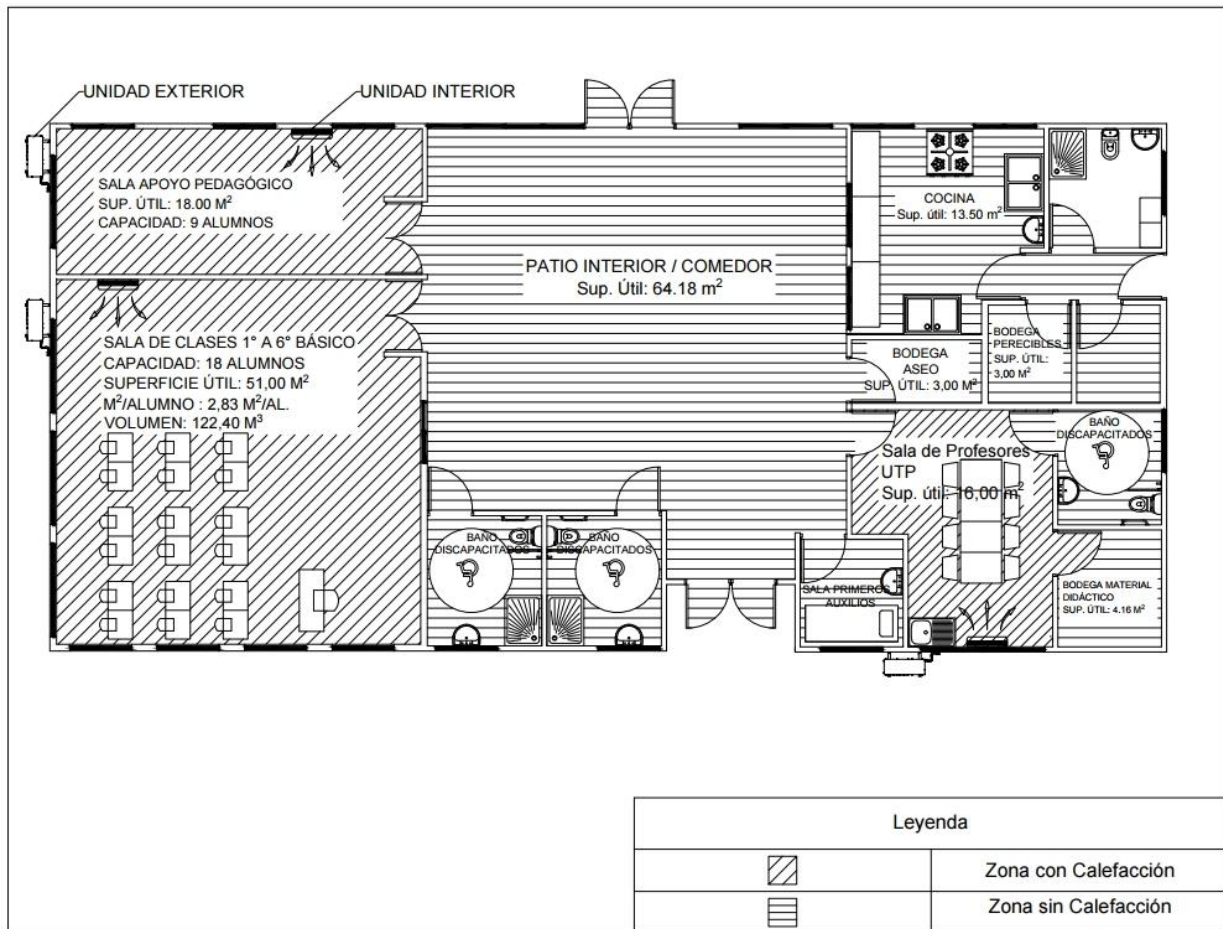 UNIDAD EXTERIOR
UNIDAD INTERIOR
SALA APOYO PEDAGÓGICO
SUP. ÚTIL: 18.00 M²
CAPACIDAD: 9 ALUMNOS
COCINA
Sup. útil: 13.50 m²
PATIO INTERIOR / COMEDOR
Sup. Útil: 64.18 m²
SALA DE CLASES 1° A 6° BÁSICO
CAPACIDAD: 18 ALUMNOS
SUPERFICIE ÚTIL: 51,00 M²
M²/ALUMNO : 2,83 M²/AL.
VOLUMEN: 122,40 M³
BODEGA
PERECIBLES
SUP. ÚTIL:
3,00 M²
BODEGA
ASEO
SUP. ÚTIL: 3,00 M²
BAÑO
DISCAPACITADOS
Sala de Profesores
UTP
Sup. útil: 16,00 m²
BAÑO
DISCAPACITADOS
BAÑO
DISCAPACITADOS
SALA PRIMEROS
AUXILIOS
BODEGA MATERIAL
DIDÁCTICO
SUP. ÚTIL: 4.16 M²
Leyenda
Zona con Calefacción
Zona sin Calefacción